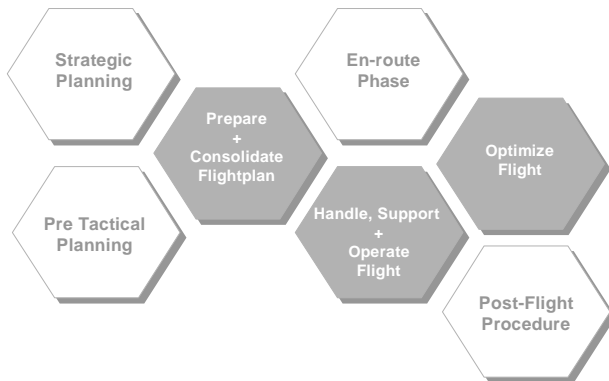 Strategic
Planning
Prepare
+
Consolidate
Flightplan
Pre Tactical
Planning
En-route
Phase
Handle, Support
+
Operate
Flight
Optimize
Flight
Post-Flight
Procedure